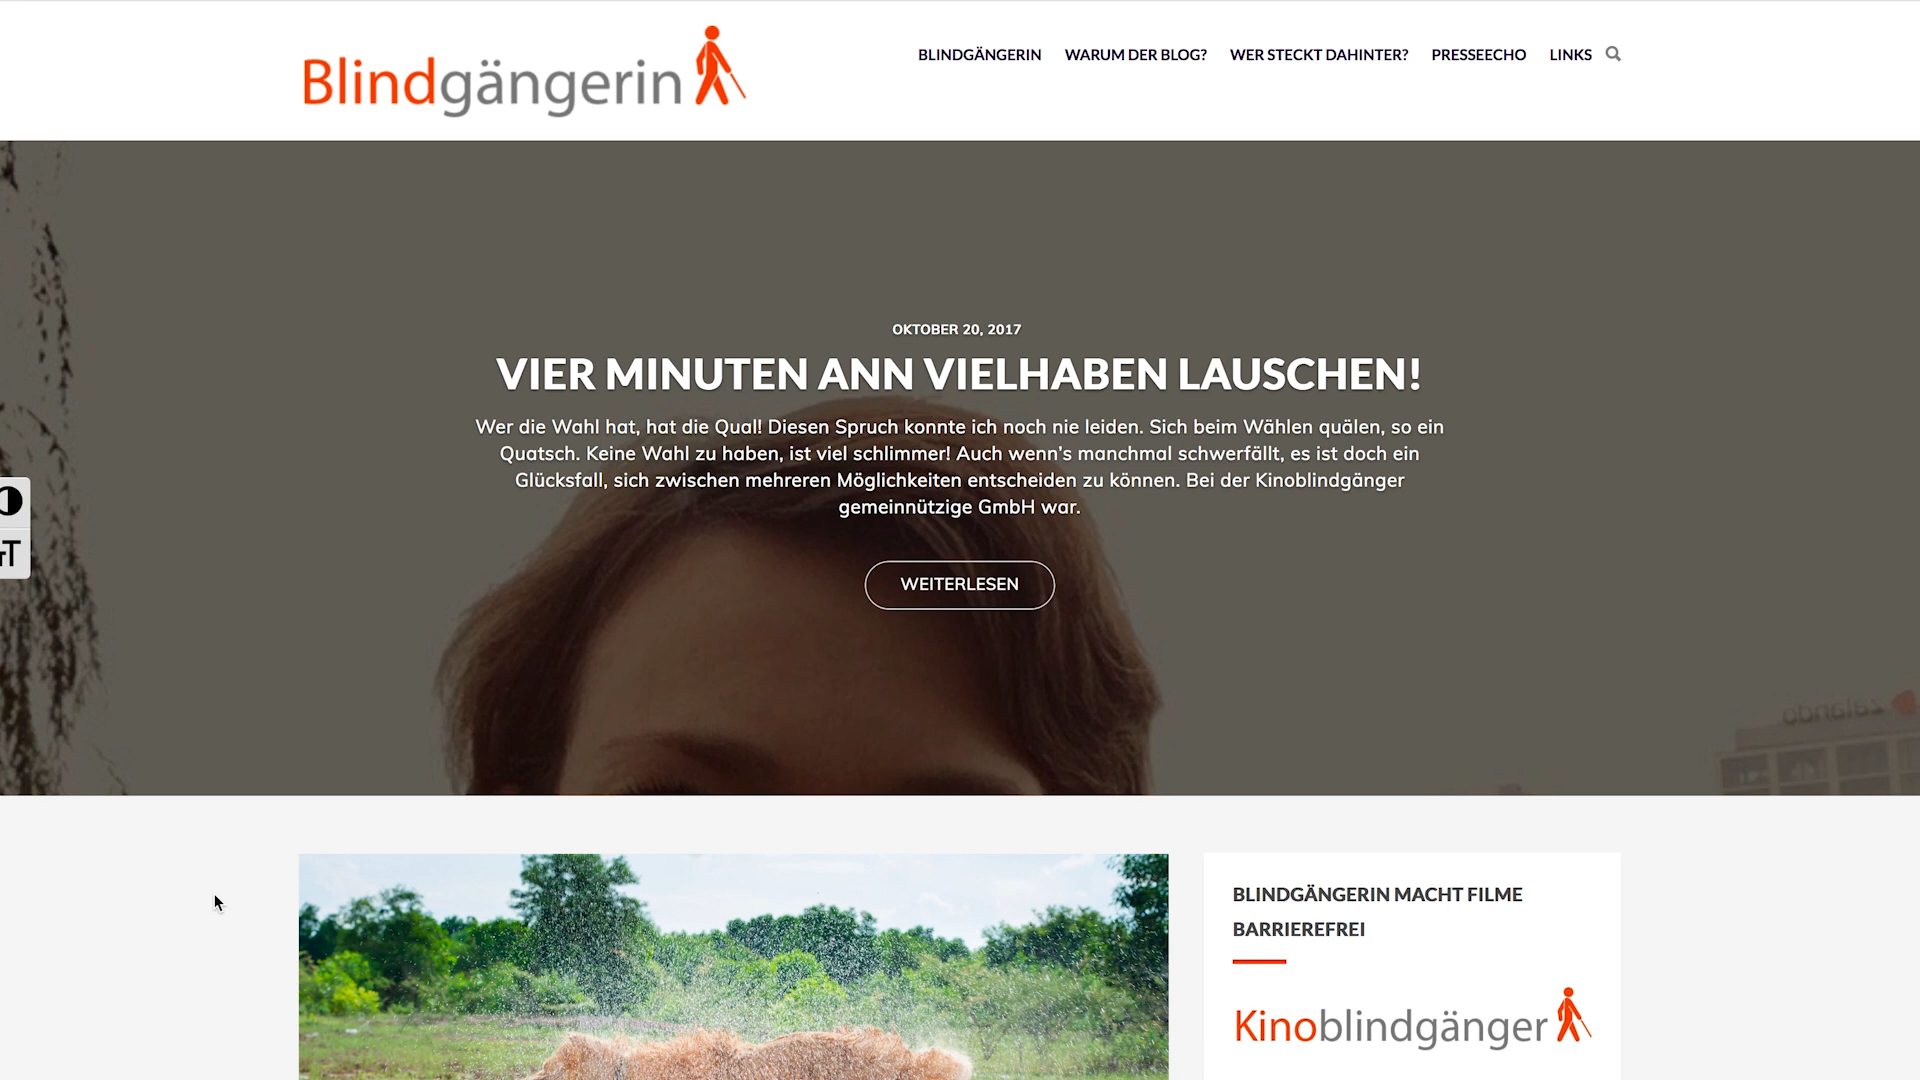 Blindgängerin
BLINDGÄNGERIN WARUM DER BLOG? WER STECKT DAHINTER? PRESSEECHO LINKS
OKTOBER 20, 2017
VIER MINUTEN ANN VIELHABEN LAUSCHEN!
Wer die Wahl hat, hat die Qual! Diesen Spruch konnte ich noch nie leiden. Sich beim Wählen quälen, so ein
Quatsch. Keine Wahl zu haben, ist viel schlimmer! Auch wenn's manchmal schwerfällt, es ist doch ein
Glücksfall, sich zwischen mehreren Möglichkeiten entscheiden zu können. Bei der Kinoblindgänger
gemeinnützige GmbH war.
WEITERLESEN
zalando
BLINDGÄNGERIN MACHT FILME
BARRIEREFREI
Kinoblindgänger